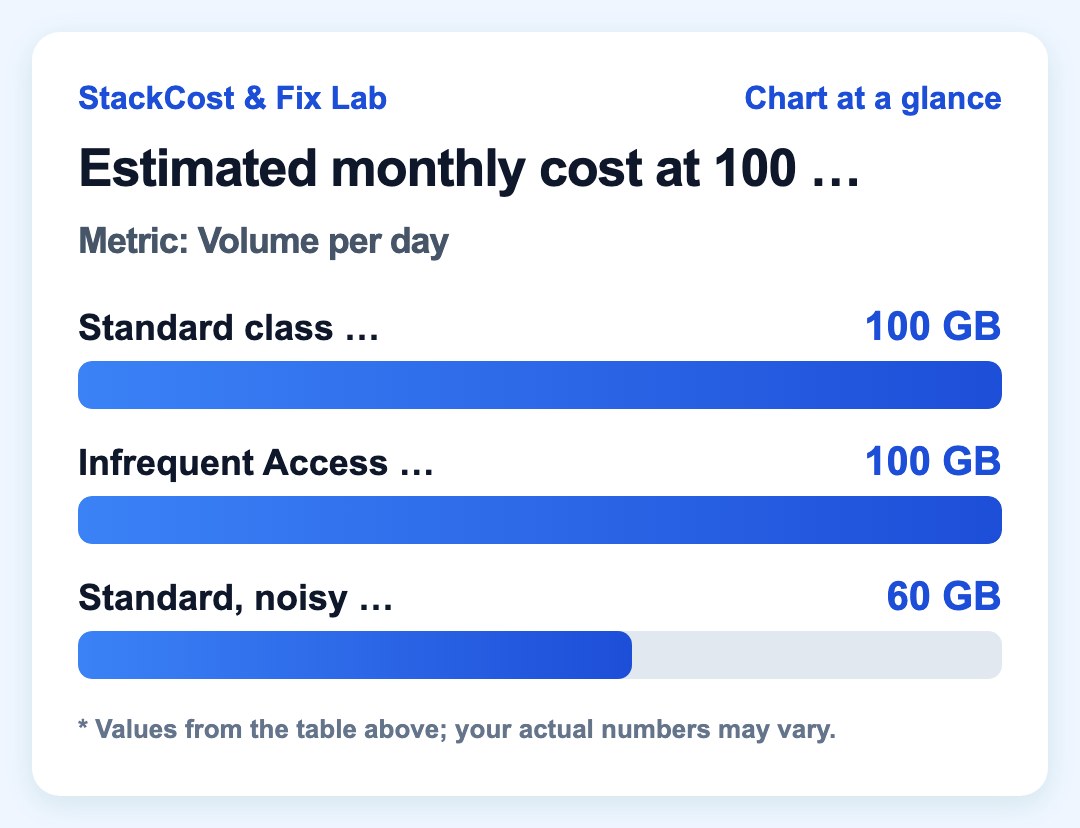 StackCost & Fix Lab
Chart at a glance
Estimated monthly cost at 100 …
Metric: Volume per day
Standard class …
100 GB
Infrequent Access …
100 GB
Standard, noisy …
60 GB
* Values from the table above; your actual numbers may vary.